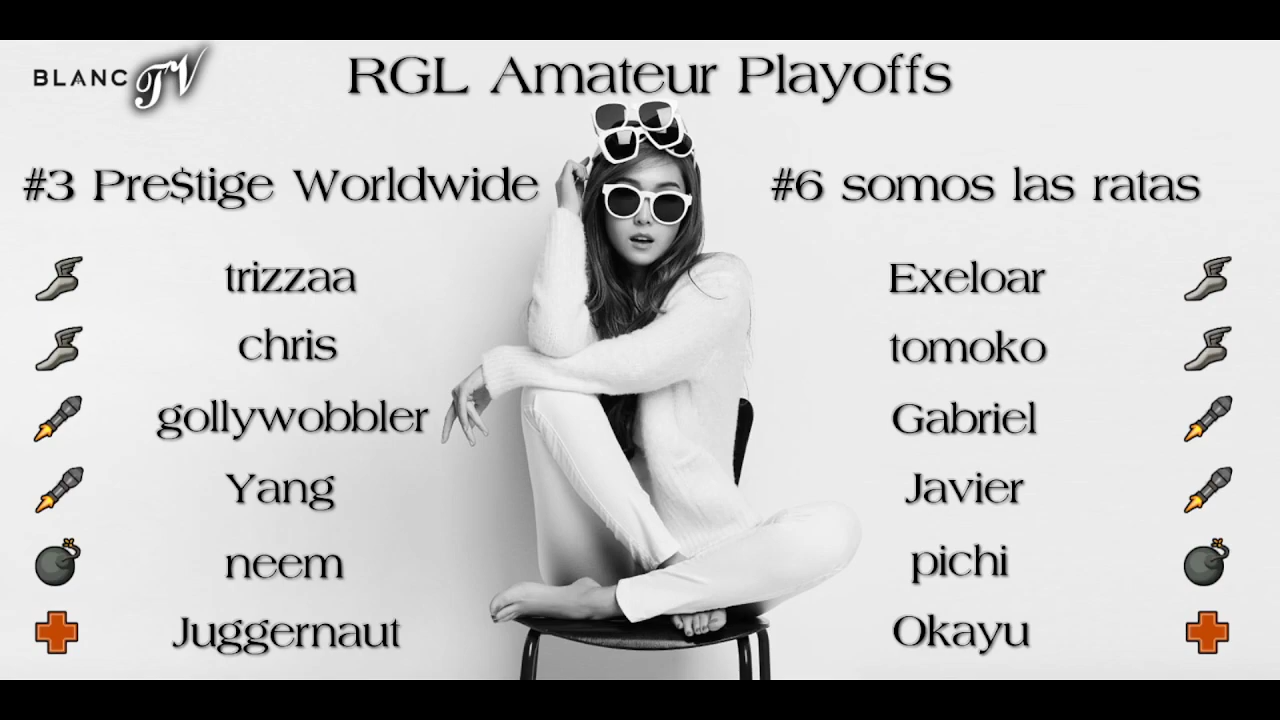 BLANC TV
RGL Amateur Playoffs
#3 Pre$tige Worldwide
trizzaa
chris
gollywobbler
Yang
neem
Juggernaut
#6 somos las ratas
Exeloar
tomoko
Gabriel
Javier
pichi
Okayu